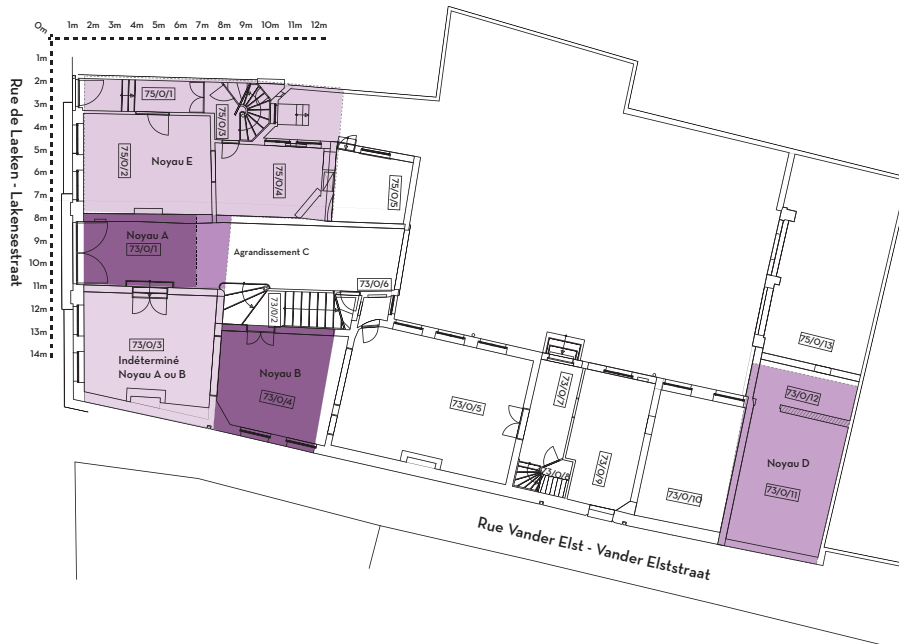 0m 1m 2m 3m 4m 5m 6m 7m 8m 9m 10m 11m 12m
1m
2m
3m
4m
5m
6m
7m
8m
9m
10m
11m
12m
13m
14m
Rue de Laeken - Lakensestraat
75/0/1
75/0/3
75/0/2
Noyau E
75/0/4
75/0/5
Noyau A
73/0/1
Agrandissement C
73/0/6
73/0/2
73/0/3
Indéterminé
Noyau A ou B
Noyau B
73/0/4
73/0/5
73/0/7
73/0/8
73/0/9
73/0/10
75/0/13
73/0/12
Noyau D
73/0/11
Rue Vander Elst - Vander Elststraat